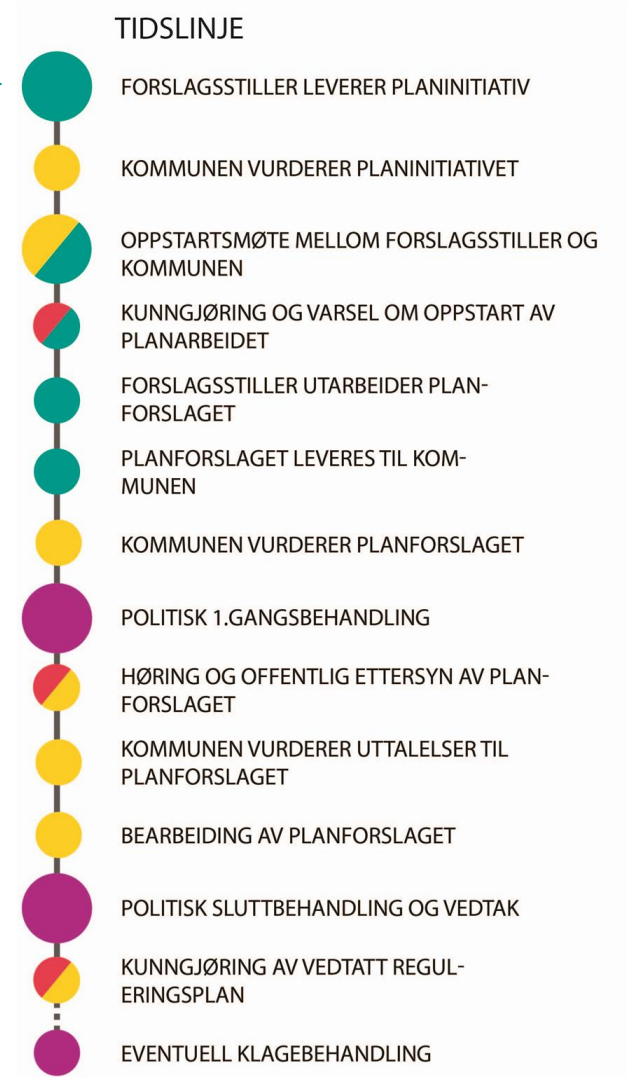 TIDSLINJE
FORSLAGSSTILLER LEVERER PLANINITIATIV
KOMMUNEN VURDERER PLANINITIATIVET
OPPSTARTSMØTE MELLOM FORSLAGSSTILLER OG
KOMMUNEN
KUNNGJØRING OG VARSEL OM OPPSTART AV
PLANARBEIDET
FORSLAGSSTILLER UTARBEIDER PLAN-
FORSLAGET
PLANFORSLAGET LEVERES TIL KOM-
MUNEN
KOMMUNEN VURDERER PLANFORSLAGET
POLITISK 1.GANGSBEHANDLING
HØRING OG OFFENTLIG ETTERSYN AV PLAN-
FORSLAGET
KOMMUNEN VURDERER UTTALELSER TIL
PLANFORSLAGET
BEARBEIDING AV PLANFORSLAGET
POLITISK SLUTTBEHANDLING OG VEDTAK
KUNNGJØRING AV VEDTATT REGUL-
ERINGSPLAN
EVENTUELL KLAGEBEHANDLING